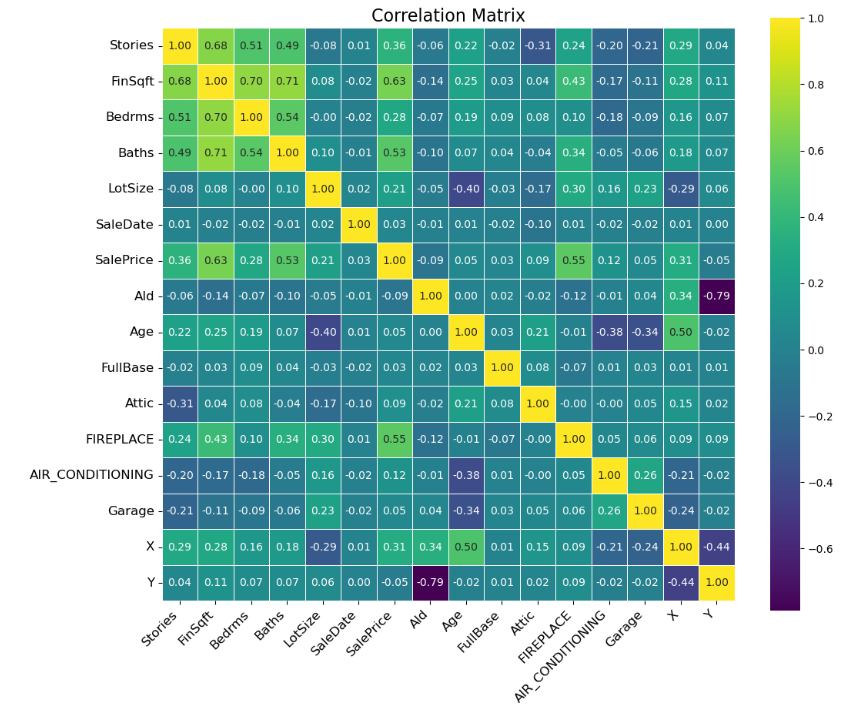 Correlation Matrix
Stories 1.00 0.68 0.51 0.49 -0.08 0.01 0.36 -0.06 0.22 -0.02 -0.31 0.24 -0.20 -0.21 0.29 0.04
FinSqft 0.68 1.00 0.70 0.71 0.08 -0.02 0.63 -0.14 0.25 0.03 0.04 0.43 -0.17 -0.11 0.28 0.11
Bedrms 0.51 0.70 1.00 0.54 -0.00 -0.02 0.28 -0.07 0.19 0.09 0.08 0.10 -0.18 -0.09 0.16 0.07
Baths 0.49 0.71 0.54 1.00 0.10 -0.01 0.53 -0.10 0.07 0.04 -0.04 0.34 -0.05 -0.06 0.18 0.07
LotSize -0.08 0.08 -0.00 0.10 1.00 0.02 0.21 -0.05 -0.40 -0.03 -0.17 0.30 0.16 0.23 -0.29 0.06
SaleDate 0.01 -0.02 -0.02 -0.01 0.02 1.00 0.03 -0.01 0.01 -0.02 -0.10 0.01 -0.02 -0.02 0.01 0.00
SalePrice 0.36 0.63 0.28 0.53 0.21 0.03 1.00 -0.09 0.05 0.03 0.09 0.55 0.12 0.05 0.31 -0.05
Ald -0.06 -0.14 -0.07 -0.10 -0.05 -0.01 -0.09 1.00 0.00 0.02 -0.02 -0.12 -0.01 0.04 0.34 -0.79
Age 0.22 0.25 0.19 0.07 -0.40 0.01 0.05 0.00 1.00 0.03 0.21 -0.01 -0.38 -0.34 0.50 -0.02
FullBase -0.02 0.03 0.09 0.04 -0.03 -0.02 0.03 0.02 0.03 1.00 0.08 -0.07 0.01 0.03 0.01 0.01
Attic -0.31 0.04 0.08 -0.04 -0.17 -0.10 0.09 -0.02 0.21 0.08 1.00 -0.00 -0.00 0.05 0.15 0.02
FIREPLACE 0.24 0.43 0.10 0.34 0.30 0.01 0.55 -0.12 -0.01 -0.07 -0.00 1.00 0.05 0.06 0.09 0.09
AIR_CONDITIONING -0.20 -0.17 -0.18 -0.05 0.16 -0.02 0.12 -0.01 -0.38 0.01 -0.00 0.05 1.00 0.26 -0.21 -0.02
Garage -0.21 -0.11 -0.09 -0.06 0.23 -0.02 0.05 0.04 -0.34 0.03 0.05 0.06 0.26 1.00 -0.24 -0.02
X 0.29 0.28 0.16 0.18 -0.29 0.01 0.31 0.34 0.50 0.01 0.15 0.09 -0.21 -0.24 1.00 -0.44
Y 0.04 0.11 0.07 0.07 0.06 0.00 -0.05 -0.79 -0.02 0.01 0.02 0.09 -0.02 -0.02 -0.44 1.00
Stories FinSqft Bedrms Baths LotSize SaleDate SalePrice Ald Age FullBase Attic FIREPLACE AIR_CONDITIONING Garage X Y
1.0
0.8
0.6
0.4
0.2
0.0
−0.2
−0.4
−0.6